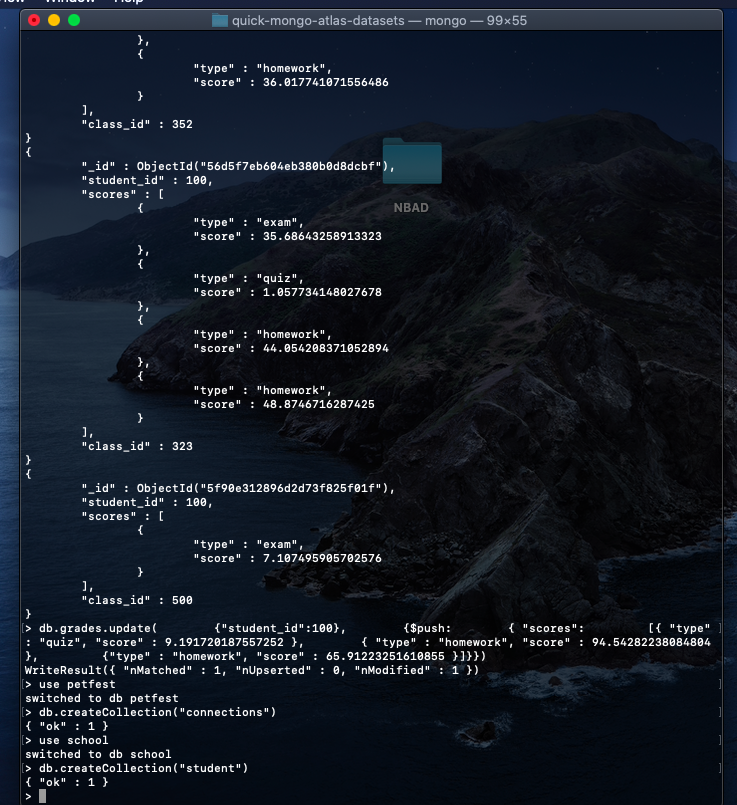 Window Help
quick-mongo-atlas-datasets — mongo — 99×55
},
{
"type" : "homework",
"score" : 36.017741071556486
}
],
"class_id" : 352
}
{
"_id" : ObjectId("56d5f7eb604eb380b0d8dcbf"),
"student_id" : 100,
"scores" : [
{
"type" : "exam",
"score" : 35.68643258913323
},
{
"type" : "quiz",
"score" : 1.057734148027678
},
{
"type" : "homework",
"score" : 44.054208371052894
},
{
"type" : "homework",
"score" : 48.8746716287425
}
],
"class_id" : 323
}
{
"_id" : ObjectId("5f90e312896d2d73f825f01f"),
"student_id" : 100,
"scores" : [
{
"type" : "exam",
"score" : 7.107495905702576
}
],
"class_id" : 500
}
[> db.grades.update( {"student_id":100}, {$push: { "scores": [{ "type" ]
: "quiz", "score" : 9.191720187557252 }, { "type" : "homework", "score" : 94.54282238084804
}, {"type" : "homework", "score" : 65.91223251610855 }]}})
WriteResult({ "nMatched" : 1, "nUpserted" : 0, "nModified" : 1 })
[> use petfest ]
switched to db petfest
[> db.createCollection("connections") ]
{ "ok" : 1 }
[> use school ]
switched to db school
[> db.createCollection("student") ]
{ "ok" : 1 }
>
NBAD